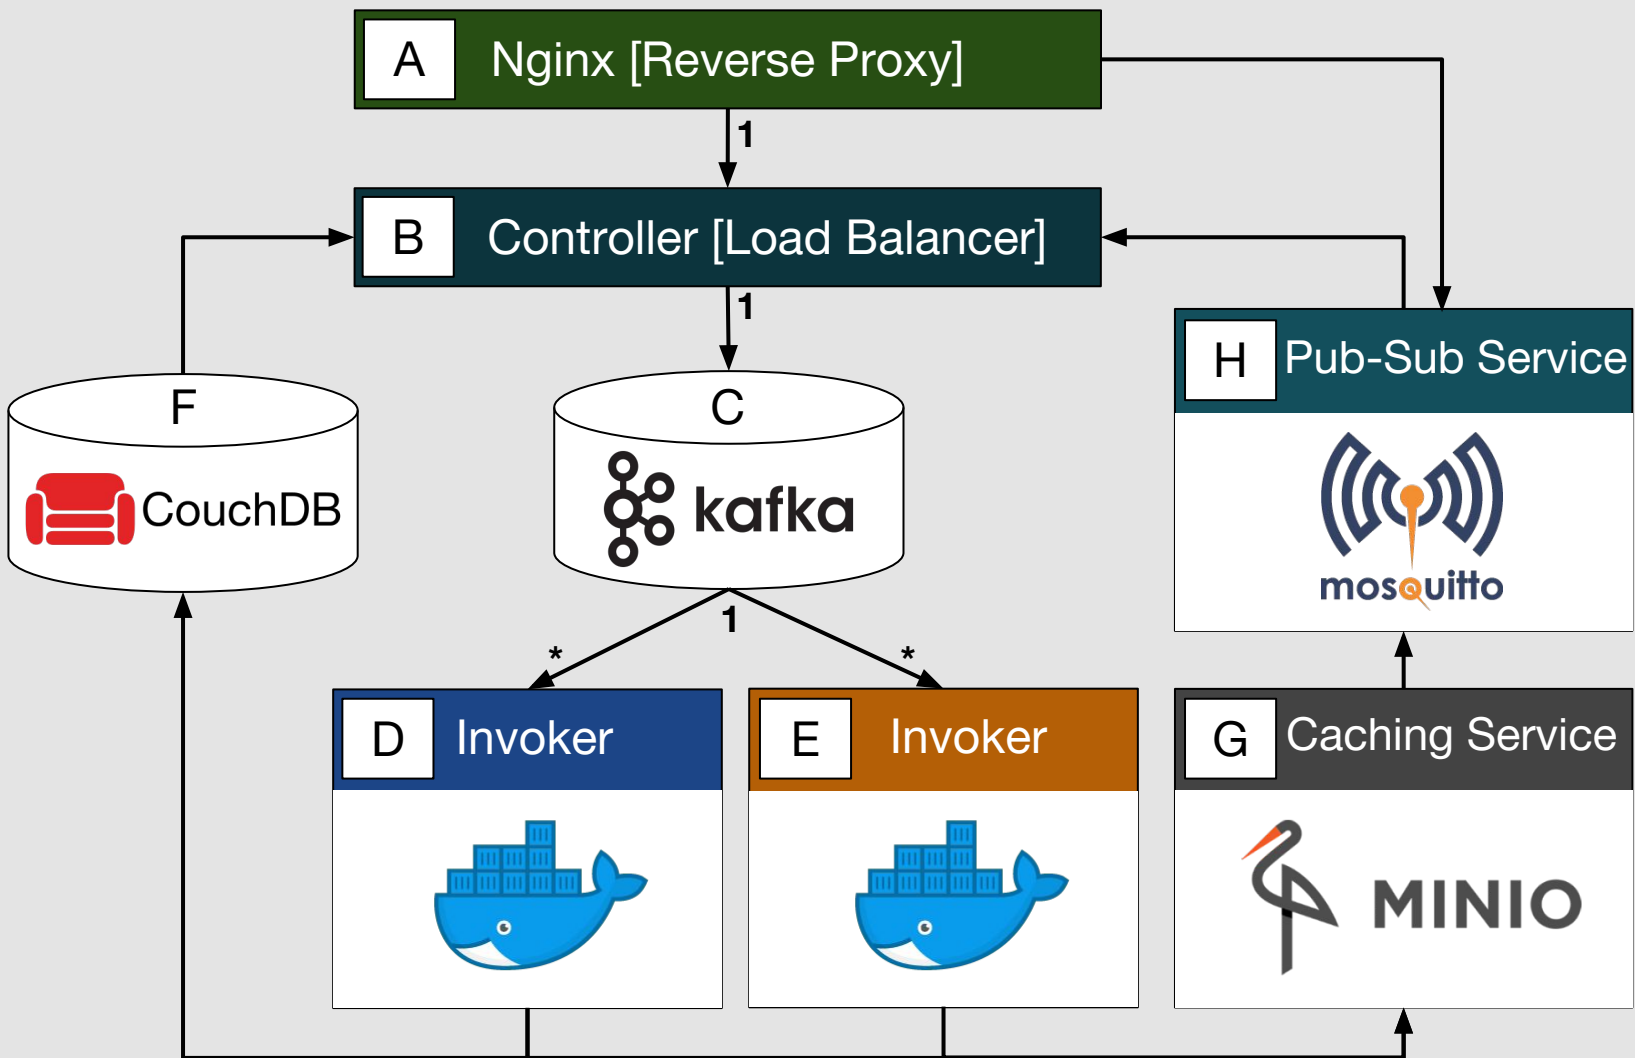 A Nginx [Reverse Proxy]
1
B Controller [Load Balancer]
1
H Pub-Sub Service
F
C
CouchDB
kafka
mosquitto
1
*
*
D Invoker
E Invoker
G Caching Service
MINIO